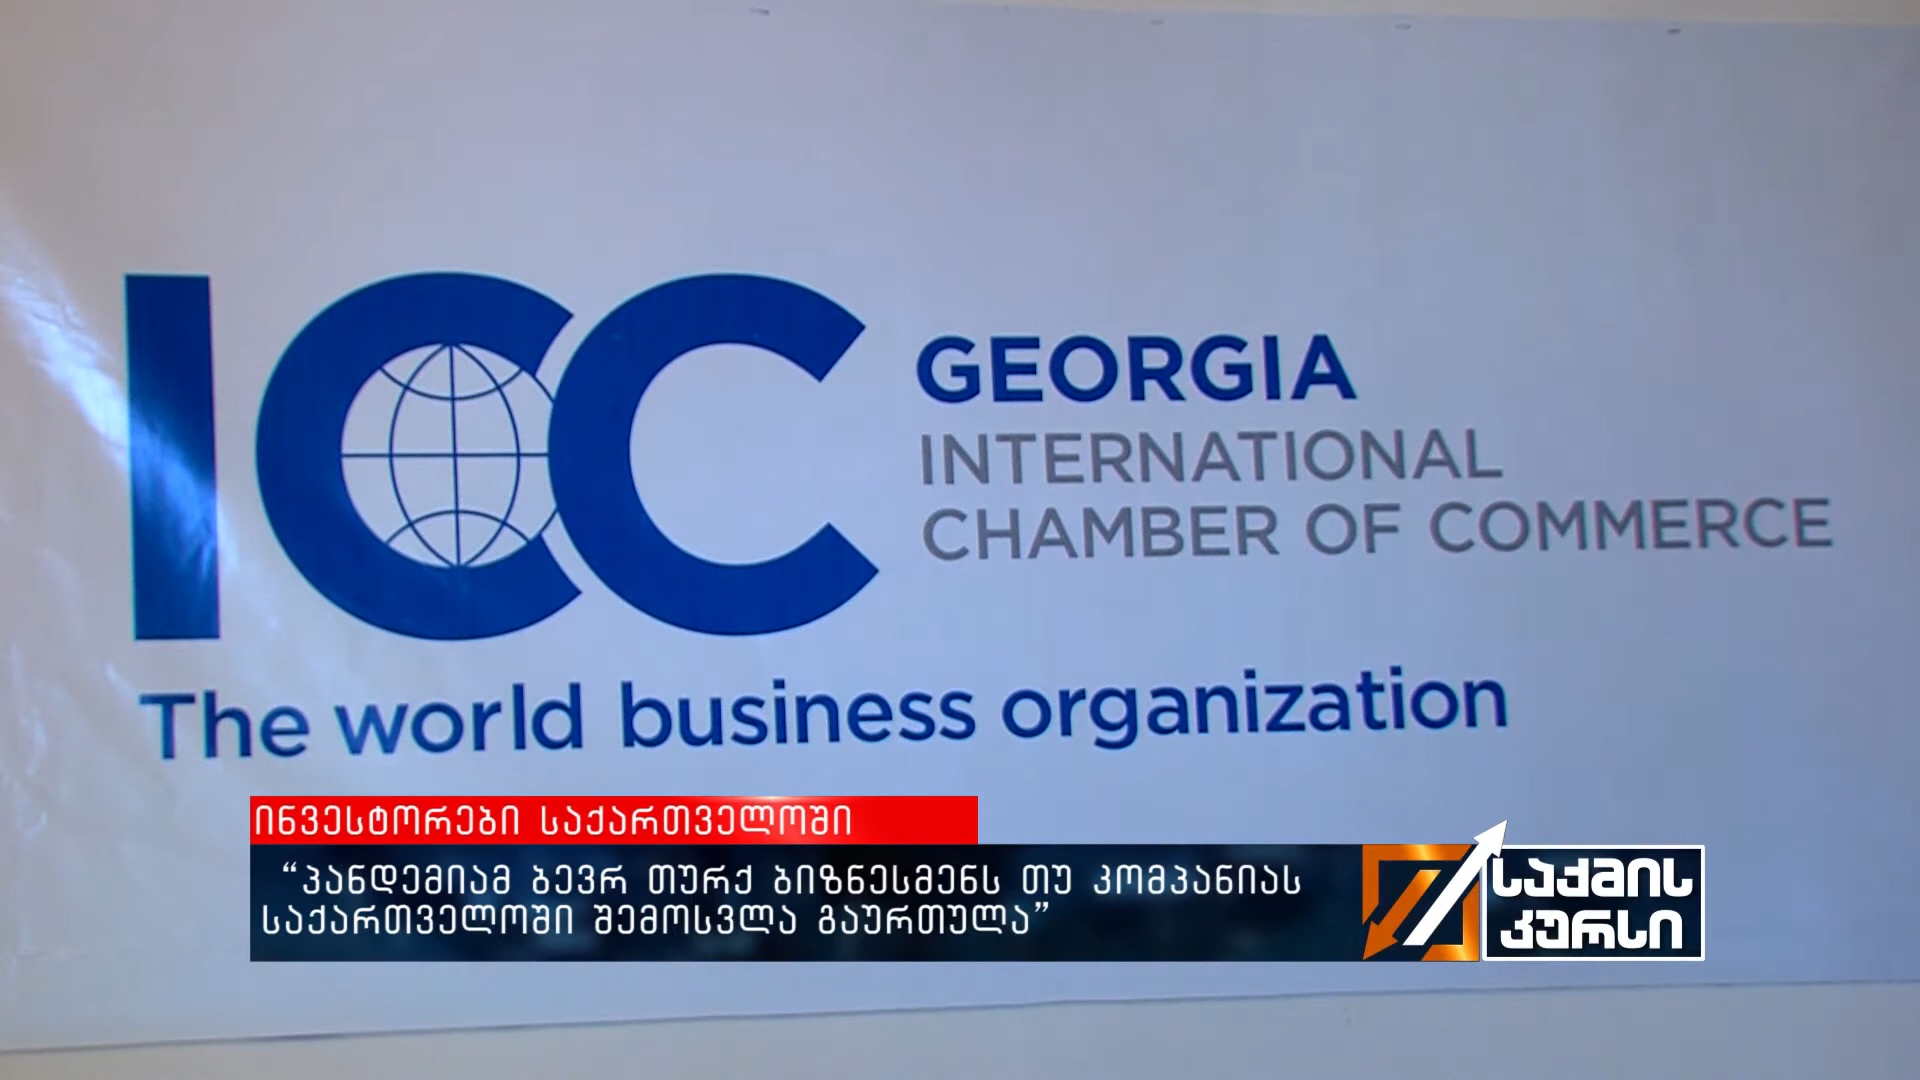 ICC
GEORGIA
INTERNATIONAL
CHAMBER OF COMMERCE
The world business organization
ინვესტორები საქართველოში
“პანდემიამ ბევრ თურქ ბიზნესმენს თუ კომპანიას
საქართველოში შემოსვლა გაურთულა”
საქმის
კურსი